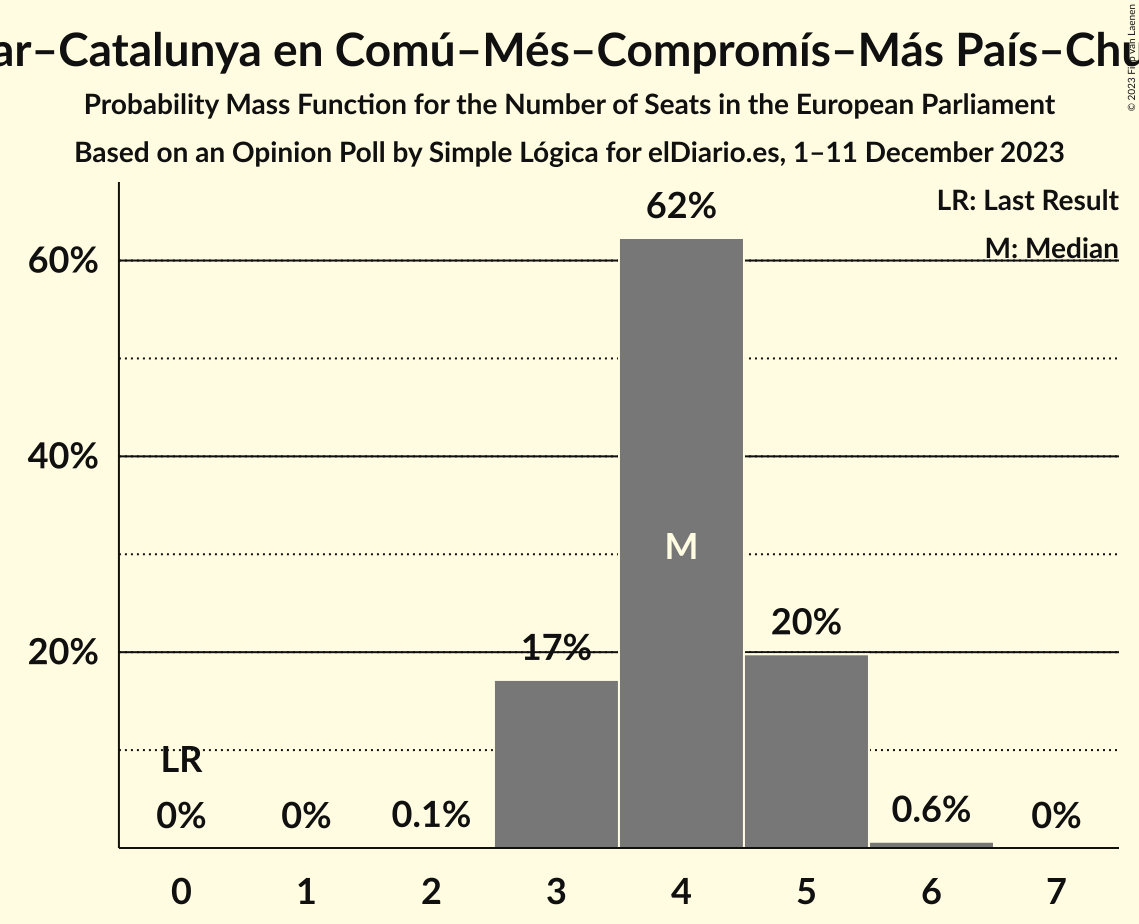 ar–Catalunya en Comú–Més–Compromís–Más País–Chu
© 2023 Filip van Laenen
Probability Mass Function for the Number of Seats in the European Parliament
Based on an Opinion Poll by Simple Lógica for elDiario.es, 1–11 December 2023
LR: Last Result
M: Median
62%
60%
40%
M
20%
20%
17%
LR
0%
0%
0.1%
0.6%
0%
0 1 2 3 4 5 6 7